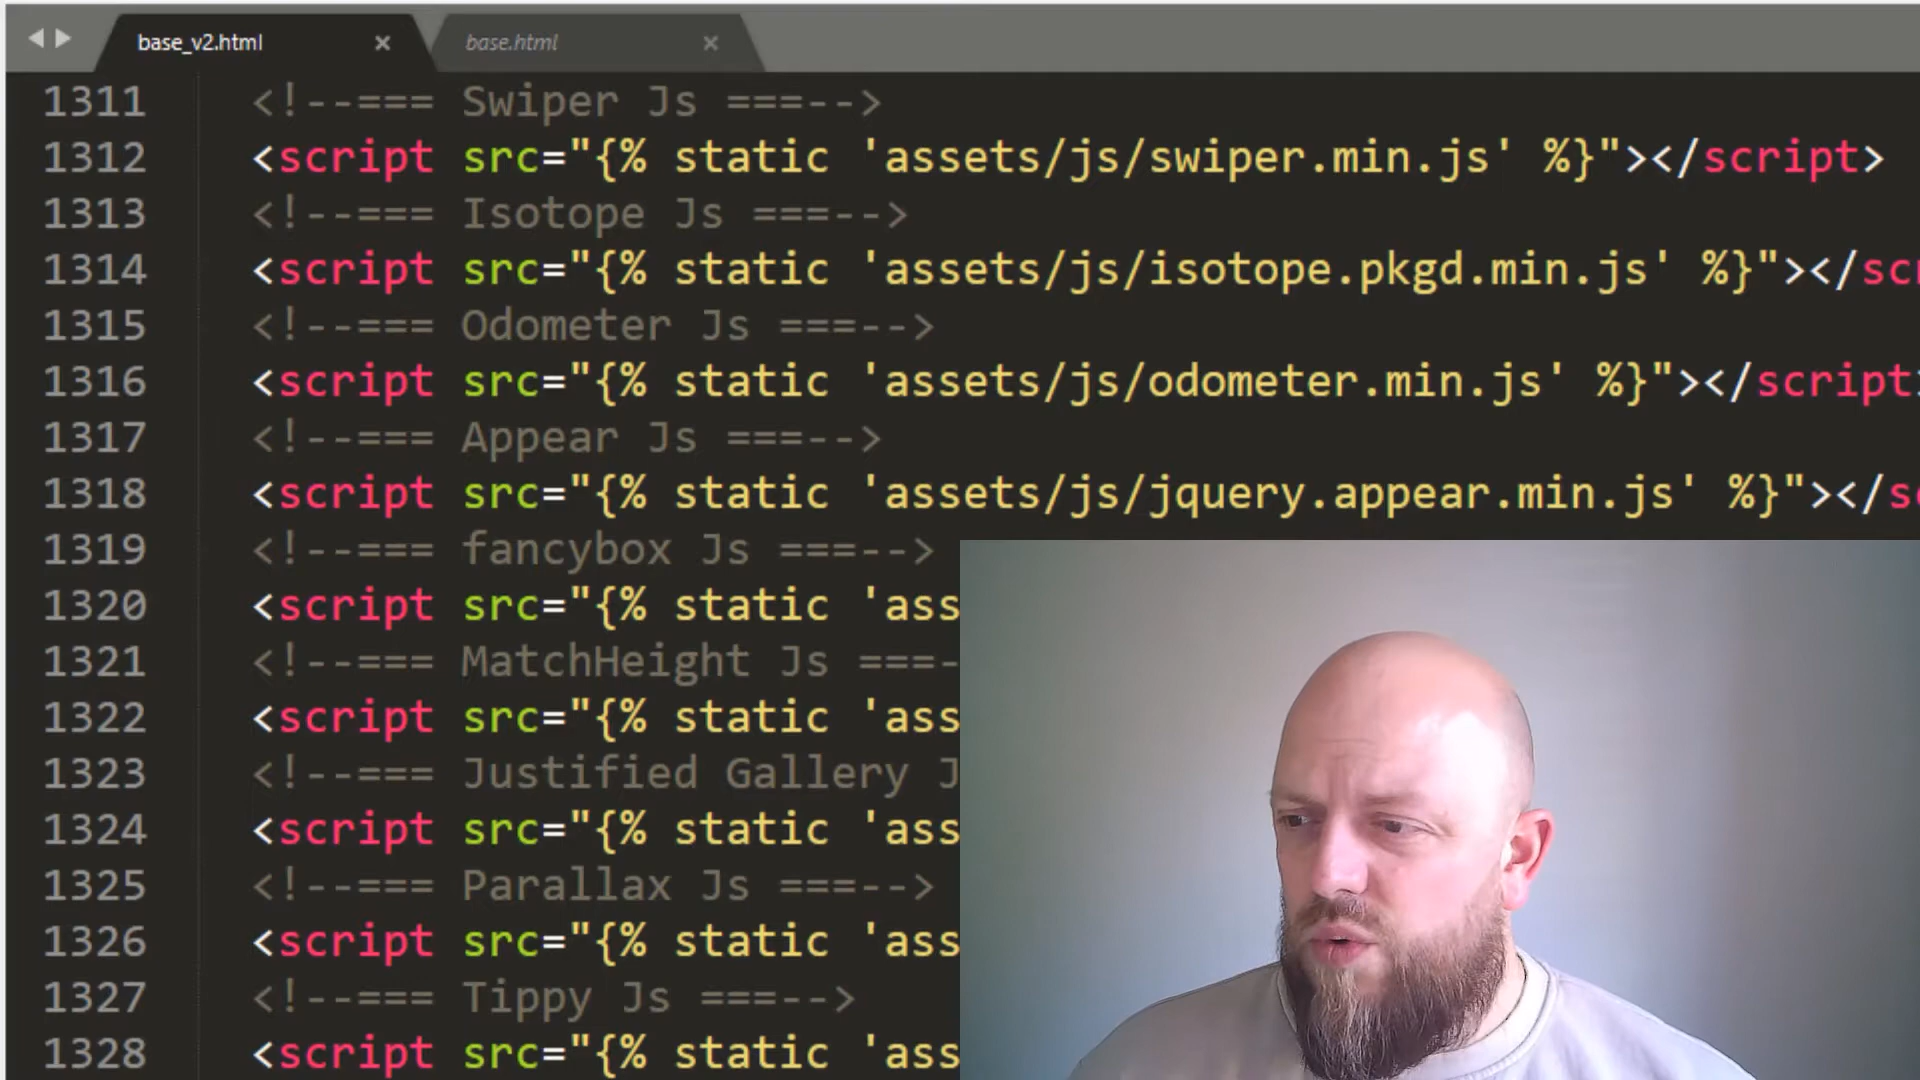 base_v2.html × base.html ×
1311 <!--=== Swiper Js ===-->
1312 <script src="{% static 'assets/js/swiper.min.js' %}"></script>
1313 <!--=== Isotope Js ===-->
1314 <script src="{% static 'assets/js/isotope.pkgd.min.js' %}"></scr
1315 <!--=== Odometer Js ===-->
1316 <script src="{% static 'assets/js/odometer.min.js' %}"></script>
1317 <!--=== Appear Js ===-->
1318 <script src="{% static 'assets/js/jquery.appear.min.js' %}"></sc
1319 <!--=== fancybox Js ===-->
1320 <script src="{% static 'ass
1321 <!--=== MatchHeight Js ===-
1322 <script src="{% static 'ass
1323 <!--=== Justified Gallery J
1324 <script src="{% static 'ass
1325 <!--=== Parallax Js ===-->
1326 <script src="{% static 'ass
1327 <!--=== Tippy Js ===-->
1328 <script src="{% static 'ass